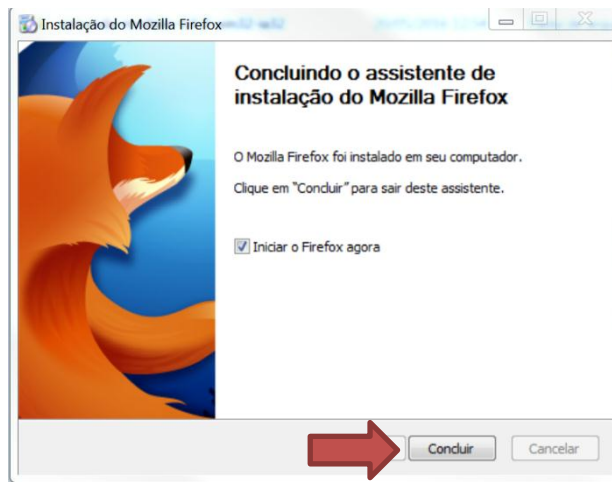 Instalação do Mozilla Firefox
Concluindo o assistente de
instalação do Mozilla Firefox
O Mozilla Firefox foi instalado em seu computador.
Clique em "Concluir" para sair deste assistente.
Iniciar o Firefox agora
Concluir
Cancelar